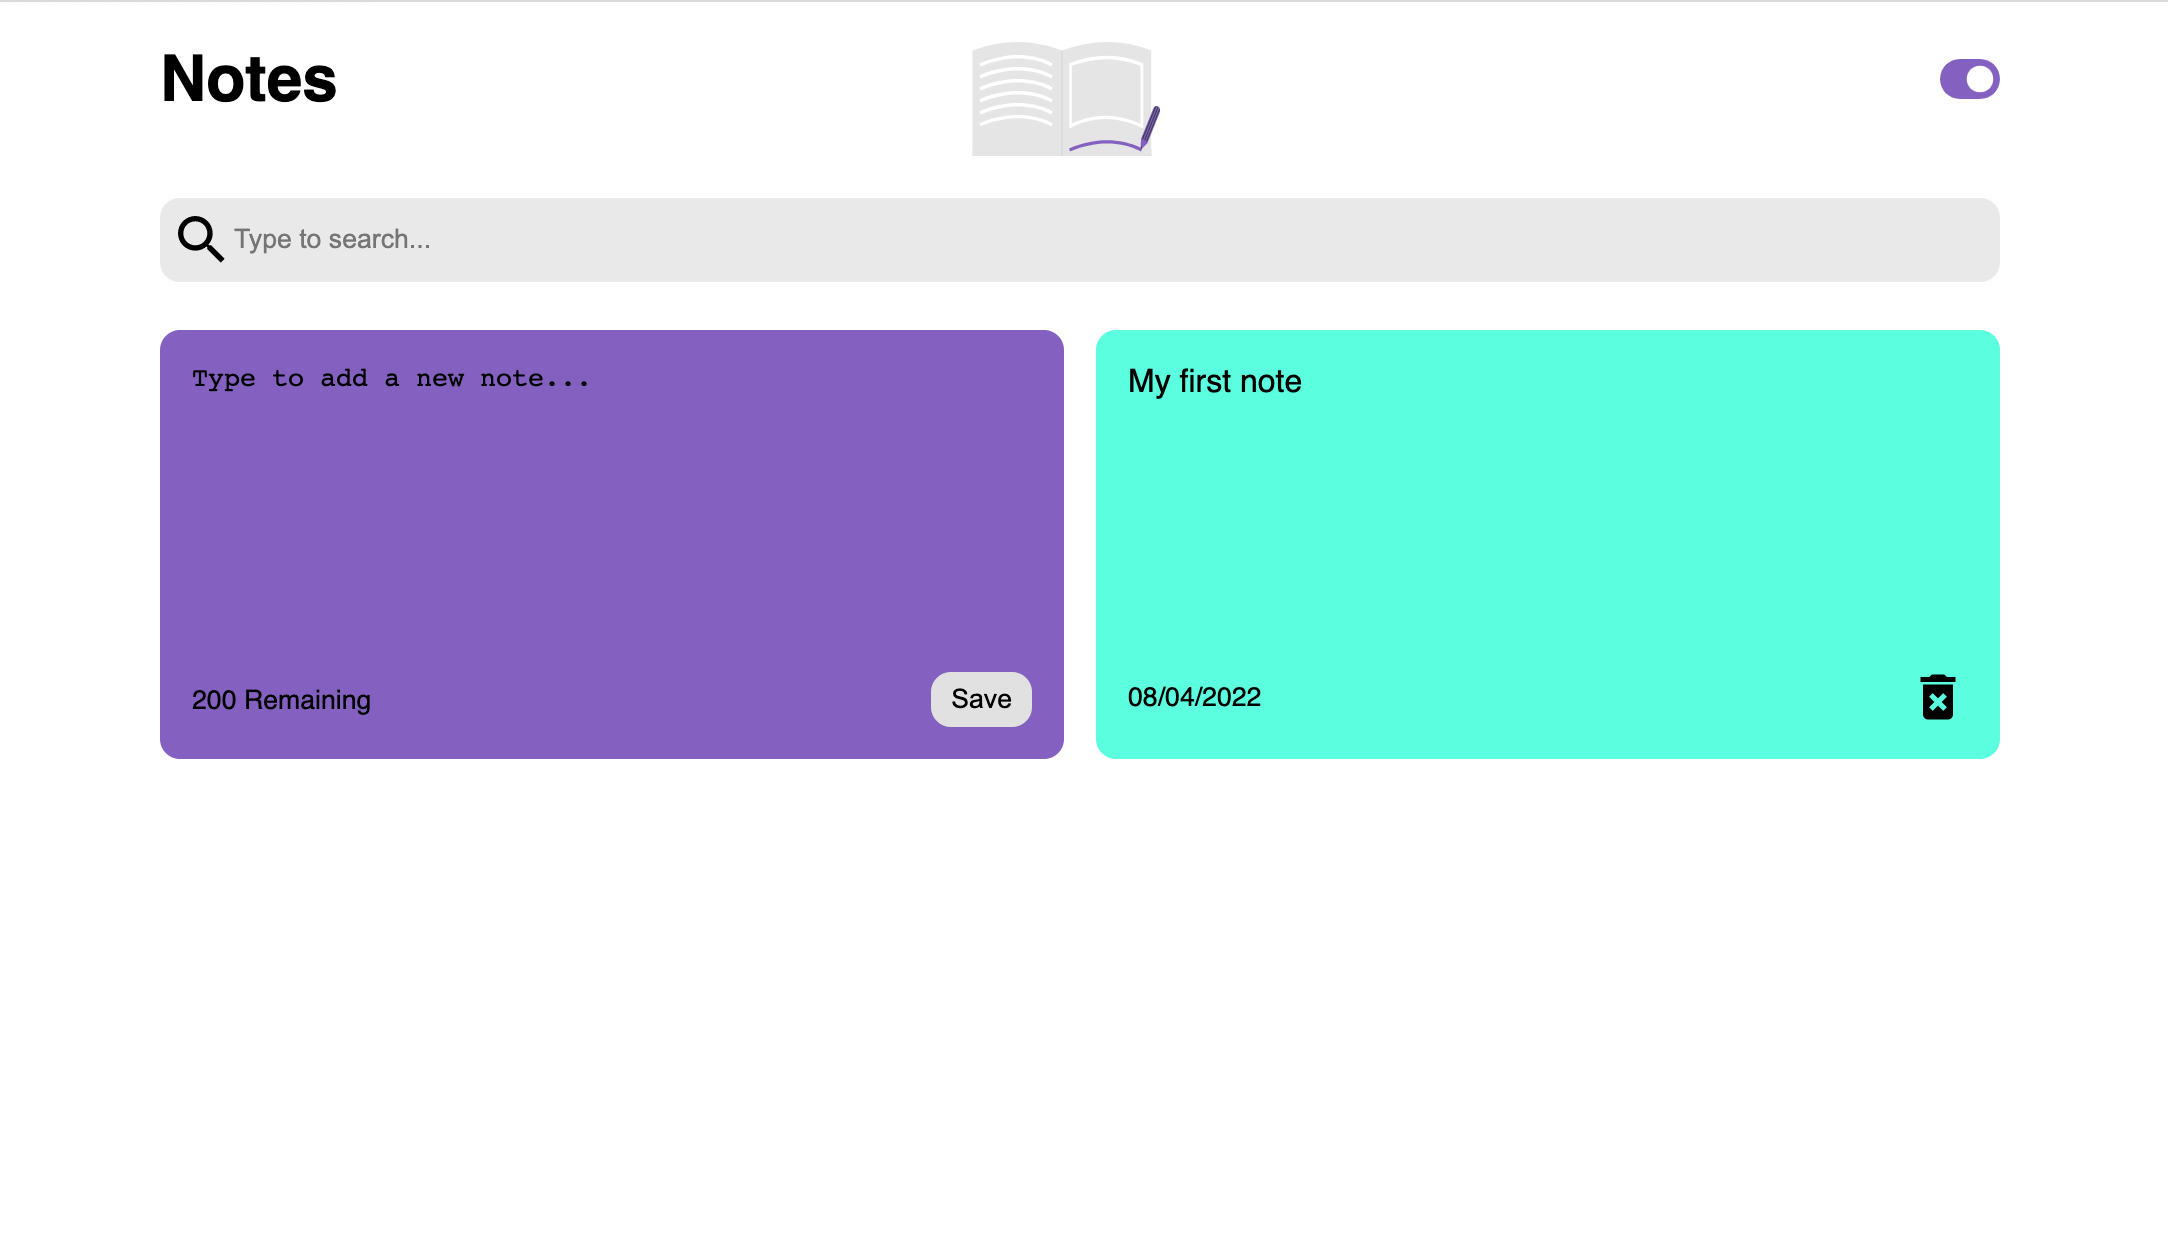 Notes
Type to search...
Type to add a new note...
200 Remaining
Save
My first note
08/04/2022